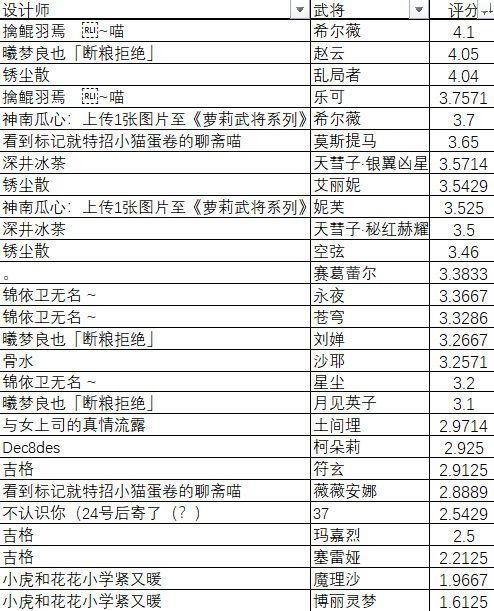 设计师 武将 评分
擒鲲羽焉 RLI~喵 希尔薇 4.1
曦梦良也「断粮拒绝」 赵云 4.05
锈尘散 乱局者 4.04
擒鲲羽焉 RLI~喵 乐可 3.7571
神南瓜心：上传1张图片至《萝莉武将系列》 希尔薇 3.7
看到标记就特招小猫蛋卷的聊斋喵 莫斯提马 3.65
深井冰茶 天彗子·银翼凶星 3.5714
锈尘散 艾丽妮 3.5429
神南瓜心：上传1张图片至《萝莉武将系列》 妮芙 3.525
深井冰茶 天彗子·秘红赫耀 3.5
锈尘散 空弦 3.46
。 赛葛蕾尔 3.3833
锦依卫无名 ~ 永夜 3.3667
锦依卫无名 ~ 苍穹 3.3286
曦梦良也「断粮拒绝」 刘婵 3.2667
骨水 沙耶 3.2571
锦依卫无名 ~ 星尘 3.2
曦梦良也「断粮拒绝」 月见英子 3.1
与女上司的真情流露 土间埋 2.9714
Dec8des 柯朵莉 2.925
吉格 符玄 2.9125
看到标记就特招小猫蛋卷的聊斋喵 薇薇安娜 2.8889
不认识你（24号后寄了（？） 37 2.5429
吉格 玛嘉烈 2.5
吉格 塞雷娅 2.2125
小虎和花花小学紧又暖 魔理沙 1.9667
小虎和花花小学紧又暖 博丽灵梦 1.6125